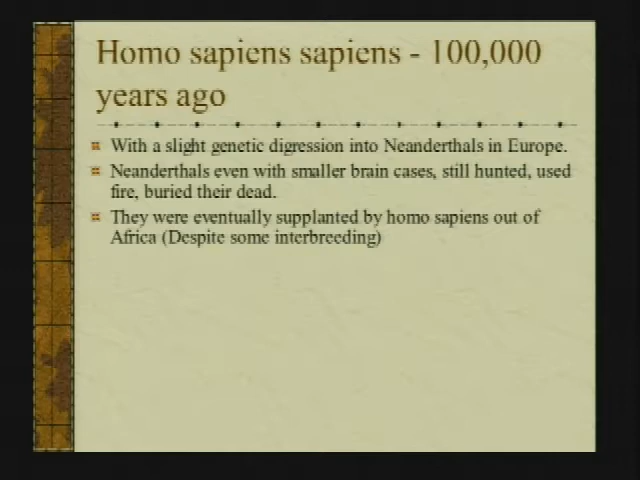 Homo sapiens sapiens - 100,000
years ago
With a slight genetic digression into Neanderthals in Europe.
Neanderthals even with smaller brain cases, still hunted, used
fire, buried their dead.
They were eventually supplanted by homo sapiens out of
Africa (Despite some interbreeding)